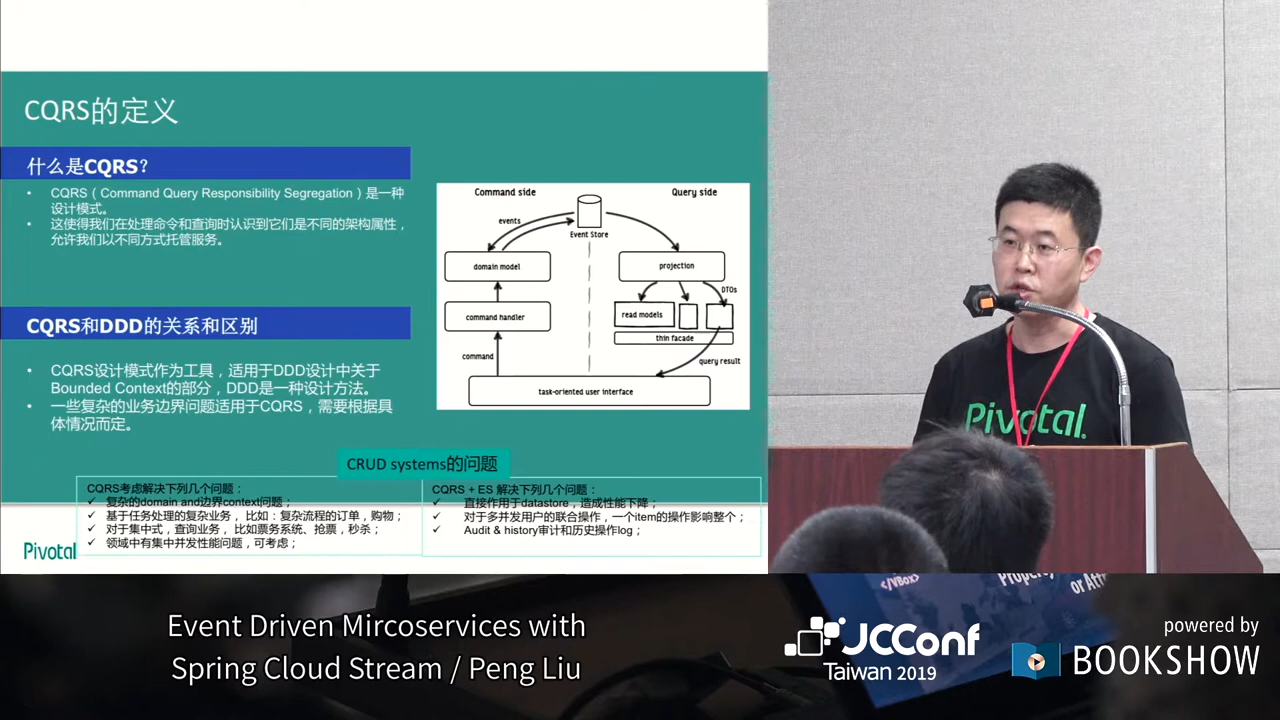 CQRS的定义
什么是CQRS？
• CQRS（Command Query Responsibility Segregation）是一种
设计模式。
• 这使得我们在处理命令和查询时认识到它们是不同的架构属性，
允许我们以不同方式托管服务。
CQRS和DDD的关系和区别
• CQRS设计模式作为工具，适用于DDD设计中关于
Bounded Context的部分，DDD是一种设计方法。
• 一些复杂的业务边界问题适用于CQRS，需要根据具
体情况而定。
Command side
Query side
events
Event Store
domain model
projection
DTOs
command handler
read models
thin facade
command
query result
task-oriented user interface
CRUD systems的问题
CQRS考虑解决下列几个问题：
✓ 复杂的domain and边界context问题；
✓ 基于任务处理的复杂业务，比如：复杂流程的订单，购物；
✓ 对于集中式，查询业务，比如票务系统、抢票，秒杀；
✓ 领域中有集中并发性能问题，可考虑；
CQRS + ES 解决下列几个问题：
✓ 直接作用于datastore，造成性能下降；
✓ 对于多并发用户的联合操作，一个item的操作影响整个；
✓ Audit & history审计和历史操作log；
Pivotal
Pivotal.
</VBox>
Property
Event Driven Mircoservices with
Spring Cloud Stream / Peng Liu
JCConf
Taiwan 2019
powered by
BOOKSHOW